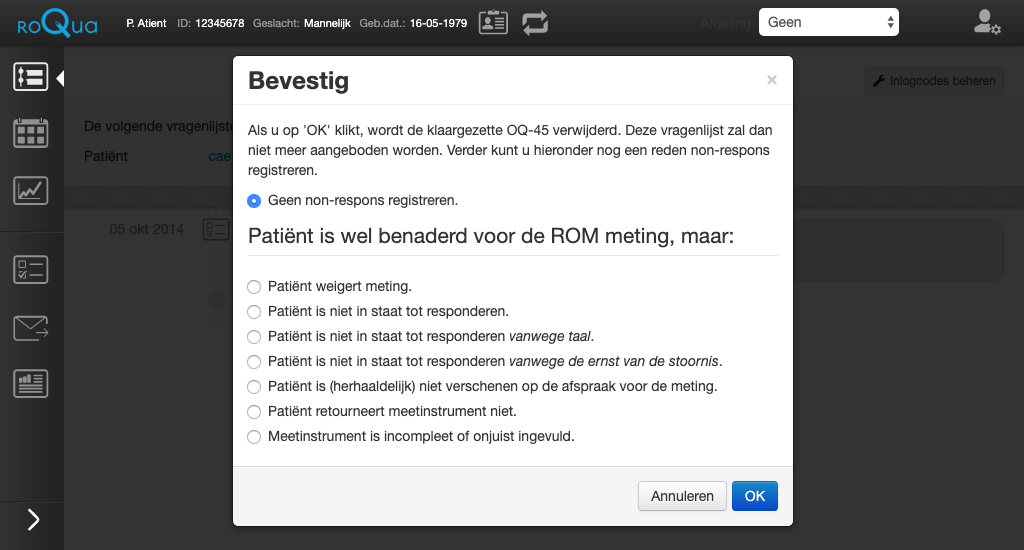 roQua
P. Atient ID: 12345678 Geslacht: Mannelijk Geb.dat.: 16-05-1979
Afdeling: Geen
Inlogcodes beheren
De volgende vragenlijste
Patiënt cae
05 okt 2014
Bevestig
×
Als u op 'OK' klikt, wordt de klaargezette OQ-45 verwijderd. Deze vragenlijst zal dan
niet meer aangeboden worden. Verder kunt u hieronder nog een reden non-respons
registreren.
Geen non-respons registreren.
Patiënt is wel benaderd voor de ROM meting, maar:
Patiënt weigert meting.
Patiënt is niet in staat tot responderen.
Patiënt is niet in staat tot responderen vanwege taal.
Patiënt is niet in staat tot responderen vanwege de ernst van de stoornis.
Patiënt is (herhaaldelijk) niet verschenen op de afspraak voor de meting.
Patiënt retourneert meetinstrument niet.
Meetinstrument is incompleet of onjuist ingevuld.
Annuleren OK